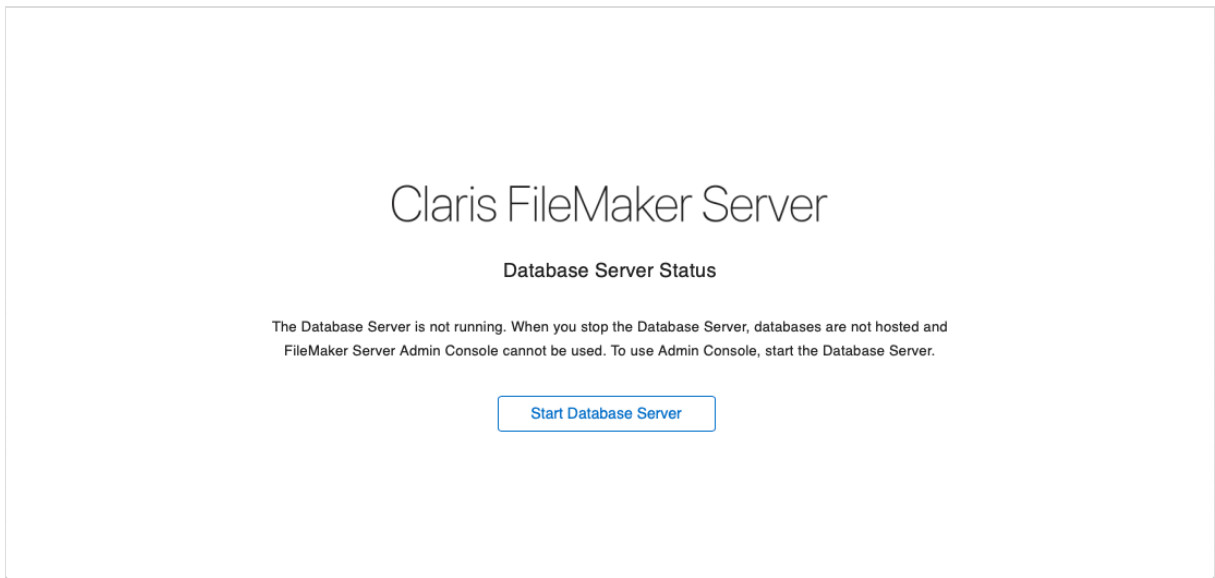 Claris FileMaker Server
Database Server Status
The Database Server is not running. When you stop the Database Server, databases are not hosted and
FileMaker Server Admin Console cannot be used. To use Admin Console, start the Database Server.
Start Database Server